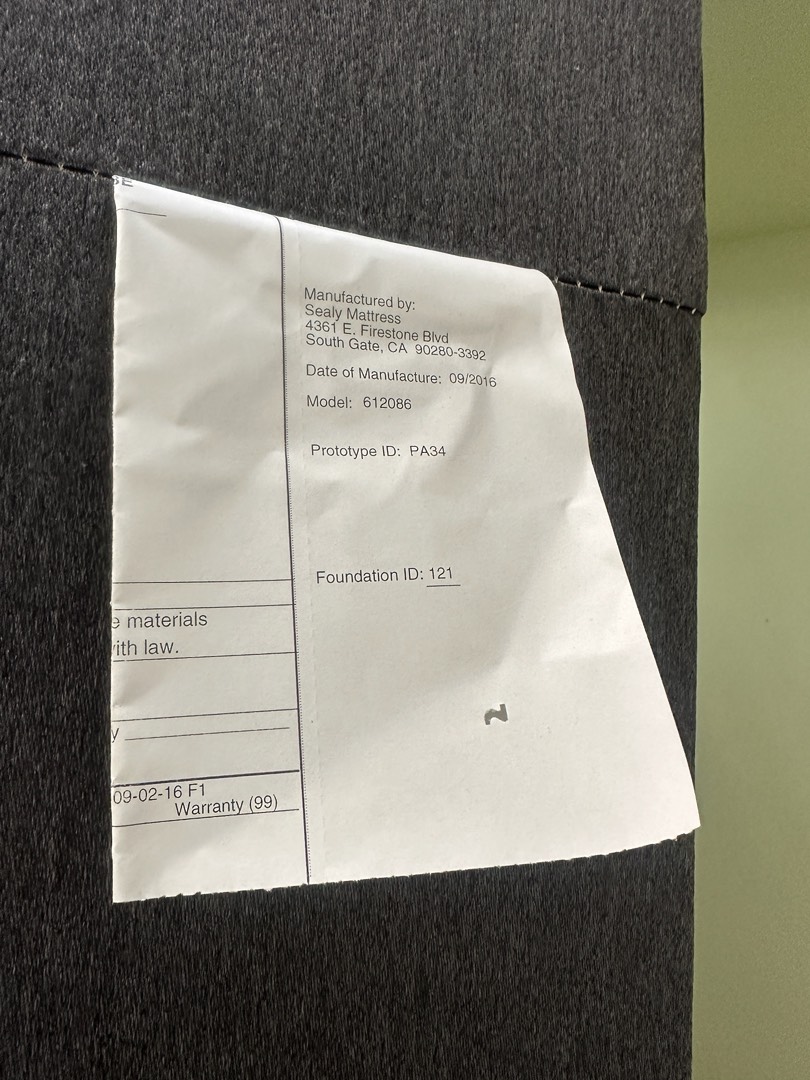 Manufactured by:
Sealy Mattress
4361 E. Firestone Blvd
South Gate, CA 90280-3392
Date of Manufacture: 09/2016
Model: 612086
Prototype ID: PA34
Foundation ID: 121
materials
law.
09-02-16 F1
Warranty (99)